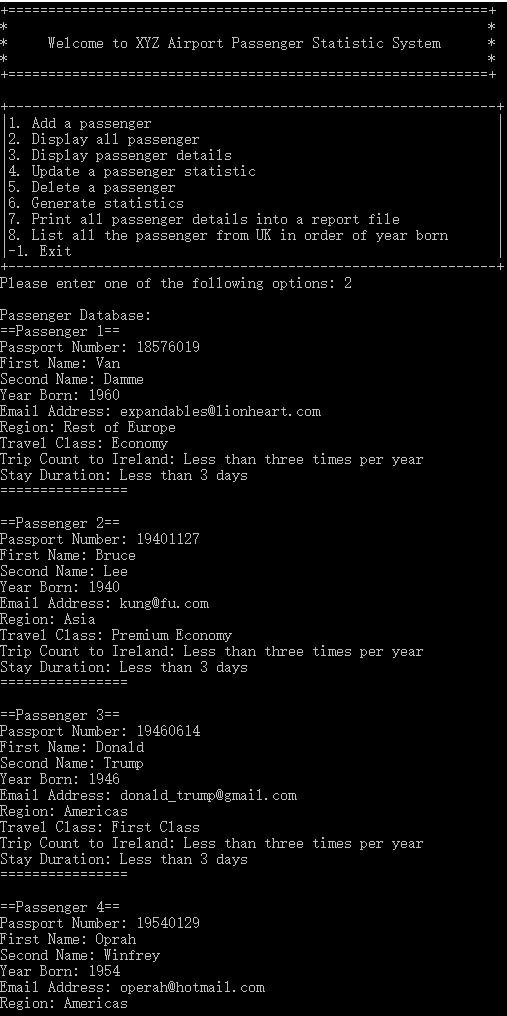 +============================================================+
*                                                            *
*     Welcome to XYZ Airport Passenger Statistic System      *
*                                                            *
+============================================================+
+-------------------------------------------------------------+
|1. Add a passenger                                           |
|2. Display all passenger                                     |
|3. Display passenger details                                 |
|4. Update a passenger statistic                              |
|5. Delete a passenger                                        |
|6. Generate statistics                                       |
|7. Print all passenger details into a report file            |
|8. List all the passenger from UK in order of year born      |
|-1. Exit                                                     |
+-------------------------------------------------------------+
Please enter one of the following options: 2
Passenger Database:
==Passenger 1==
Passport Number: 18576019
First Name: Van
Second Name: Damme
Year Born: 1960
Email Address: expandables@lionheart.com
Region: Rest of Europe
Travel Class: Economy
Trip Count to Ireland: Less than three times per year
Stay Duration: Less than 3 days
================
==Passenger 2==
Passport Number: 19401127
First Name: Bruce
Second Name: Lee
Year Born: 1940
Email Address: kung@fu.com
Region: Asia
Travel Class: Premium Economy
Trip Count to Ireland: Less than three times per year
Stay Duration: Less than 3 days
================
==Passenger 3==
Passport Number: 19460614
First Name: Donald
Second Name: Trump
Year Born: 1946
Email Address: donald_trump@gmail.com
Region: Americas
Travel Class: First Class
Trip Count to Ireland: Less than three times per year
Stay Duration: Less than 3 days
================
==Passenger 4==
Passport Number: 19540129
First Name: Oprah
Second Name: Winfrey
Year Born: 1954
Email Address: operah@hotmail.com
Region: Americas